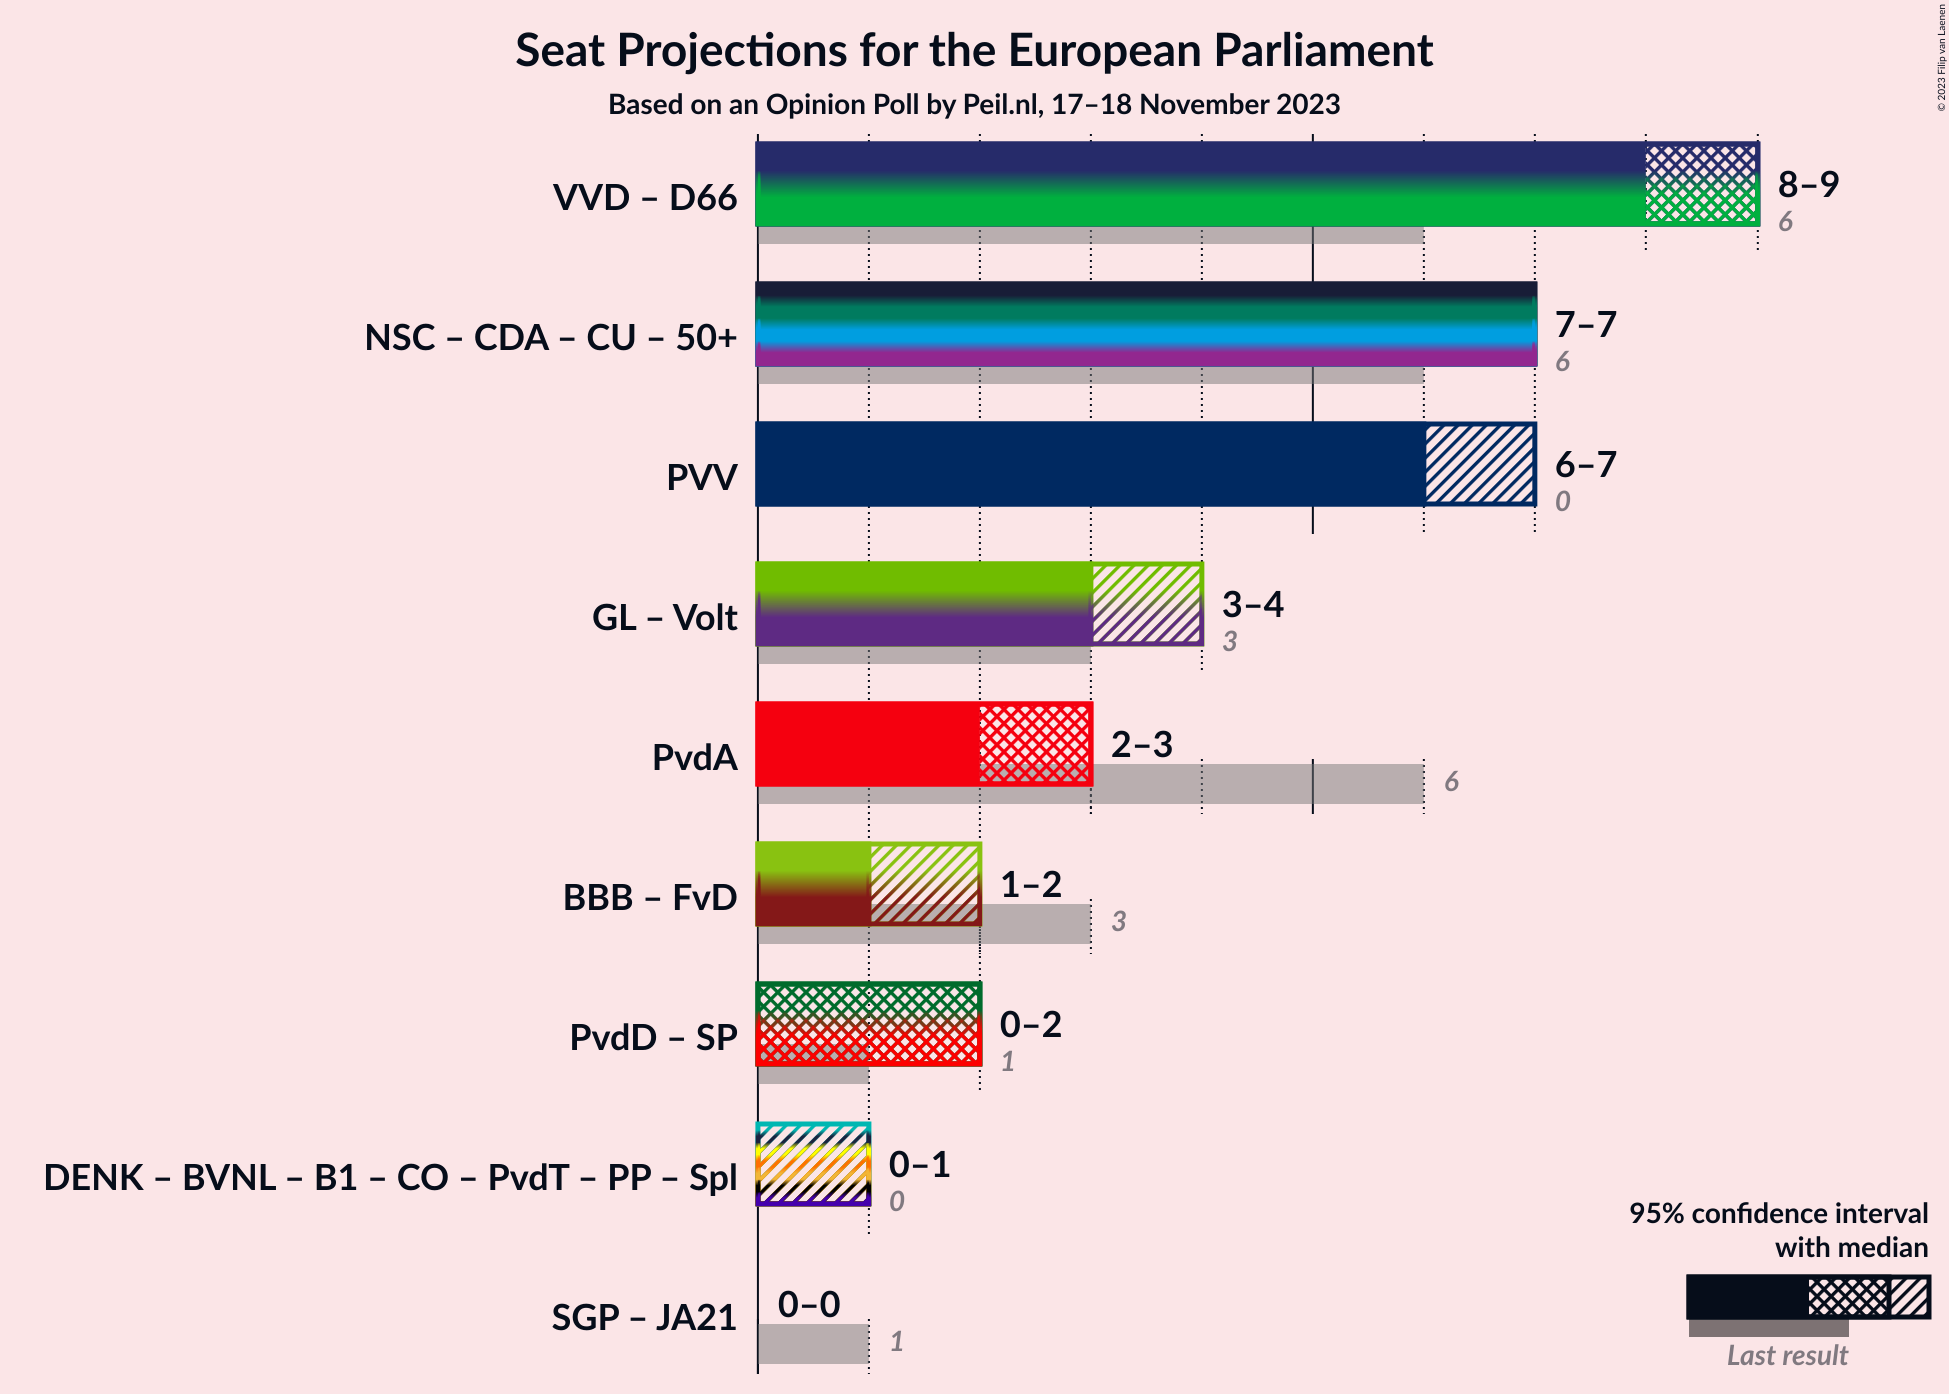 Seat Projections for the European Parliament
Based on an Opinion Poll by Peil.nl, 17–18 November 2023
© 2023 Filip van Laenen
VVD – D66
8–9
6
NSC – CDA – CU – 50+
7–7
6
PVV
6–7
0
GL – Volt
3–4
3
PvdA
2–3
6
BBB – FvD
1–2
3
PvdD – SP
0–2
1
DENK – BVNL – B1 – CO – PvdT – PP – Spl
0–1
0
SGP – JA21
0–0
1
95% confidence interval
with median
Last result